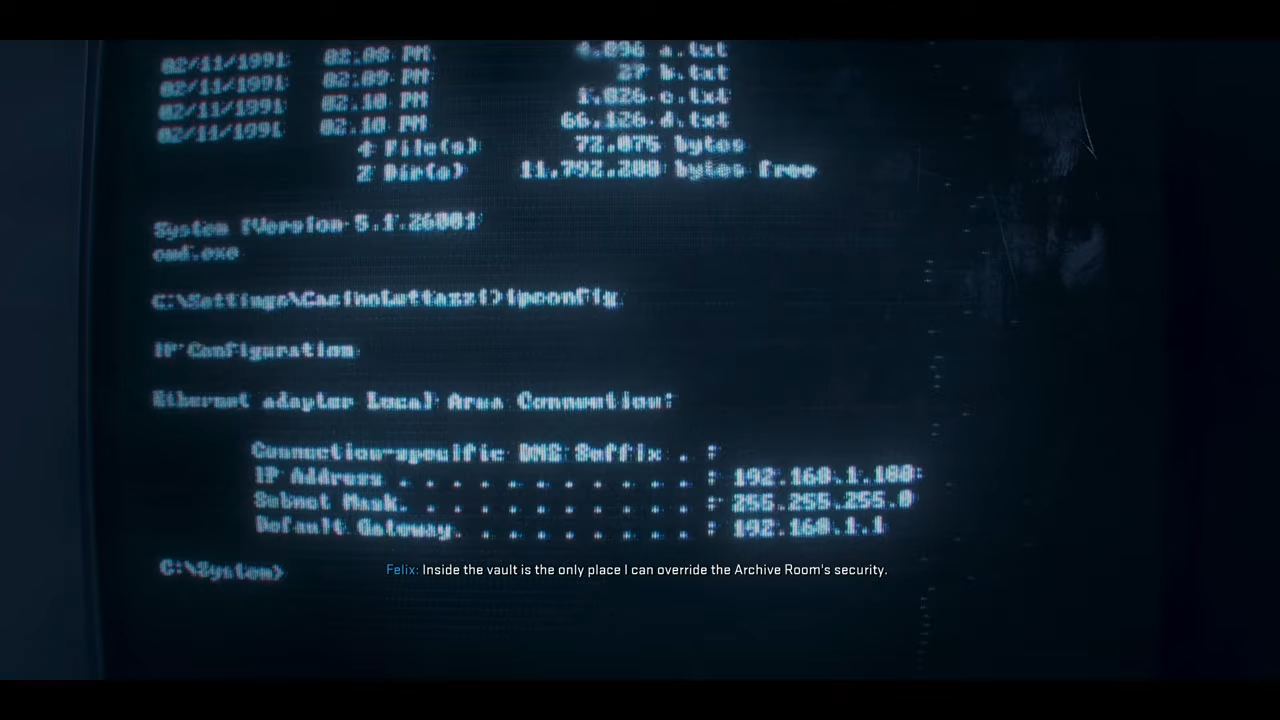 02/11/1991 02:08 PM 4,096 a.txt
02/11/1991 02:09 PM 27 b.txt
02/11/1991 02:10 PM 1,826 c.txt
02/11/1991 02:10 PM 66,126 d.txt
4 File(s) 72,075 bytes
2 Dir(s) 11,792,280 bytes free
System [Version 5.1.2600]
cmd.exe
C:\Settings\CasinoLuttazzi>ipconfig
IP Configuration
Ethernet adapter Local Area Connection:
Connection-specific DNS Suffix . :
IP Address . . . . . . . . . . . . : 192.168.1.100
Subnet Mask. . . . . . . . . . . : 255.255.255.0
Default Gateway. . . . . . . . . : 192.168.1.1
C:\System>
Felix: Inside the vault is the only place I can override the Archive Room's security.